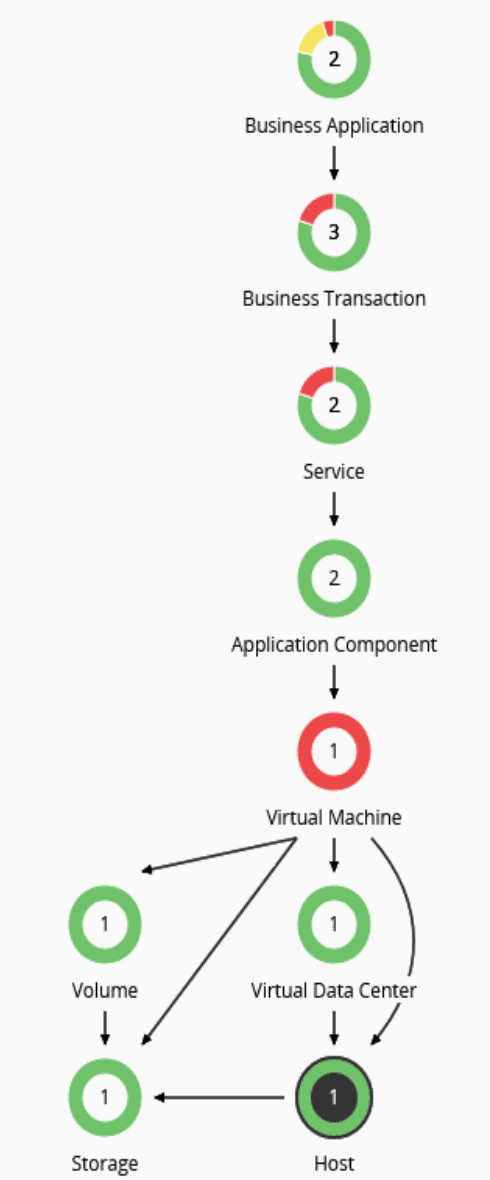 2
Business Application
3
Business Transaction
2
Service
2
Application Component
1
Virtual Machine
1
1
Volume
Virtual Data Center
1
1
Storage
Host